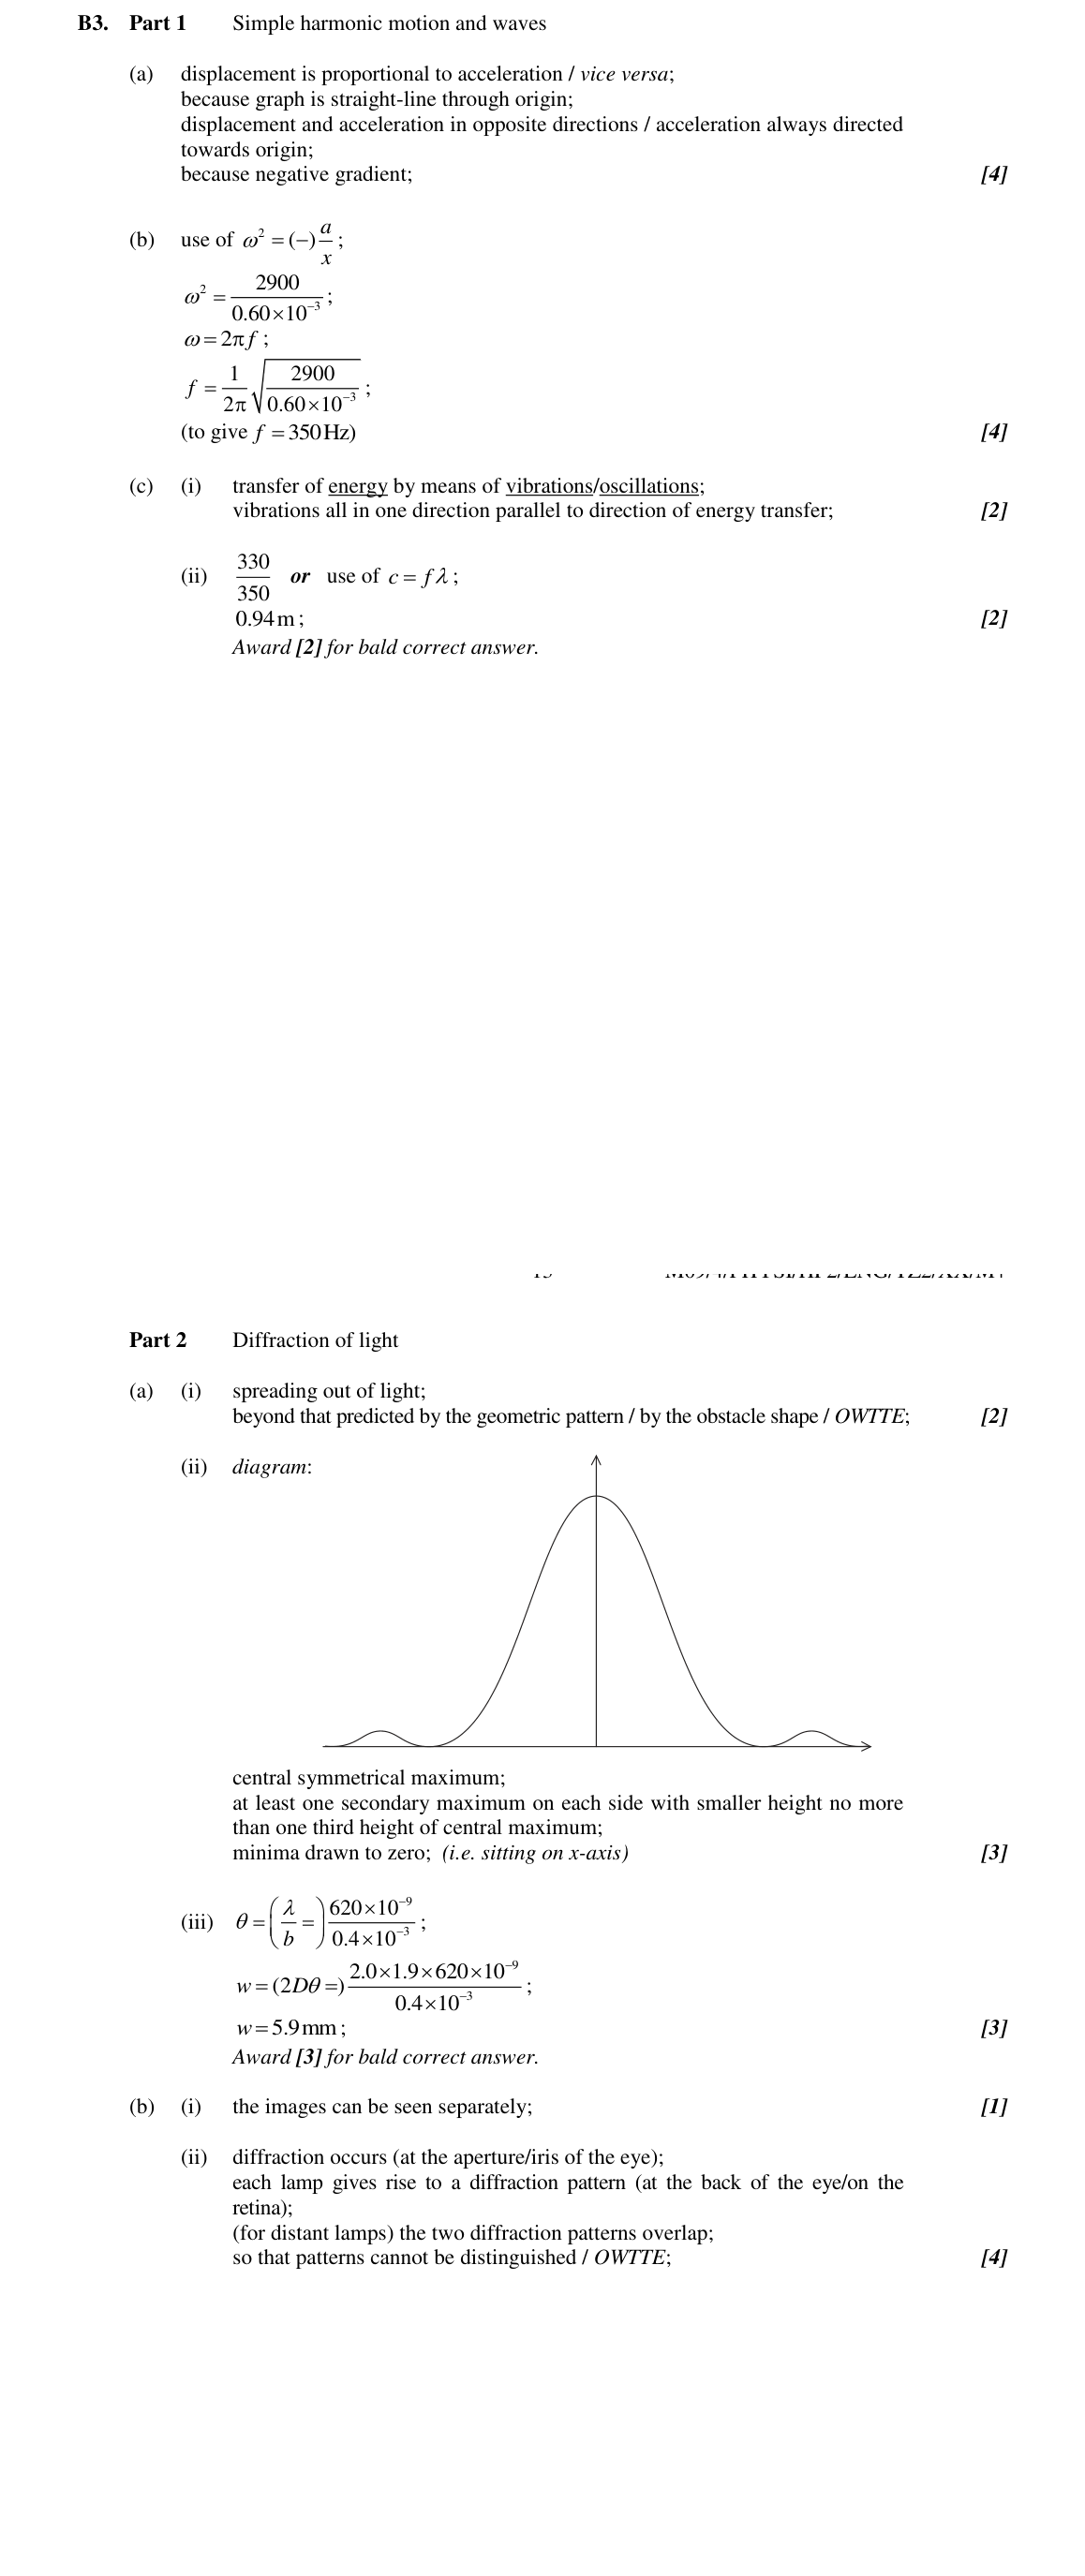 B3. Part 1 Simple harmonic motion and waves
(a) displacement is proportional to acceleration / vice versa;
because graph is straight-line through origin;
displacement and acceleration in opposite directions / acceleration always directed
towards origin;
because negative gradient; [4]
(b) use of ω² = (−) a/x ;
ω² = 2900 / 0.60×10⁻³ ;
ω = 2πf ;
f = 1/2π √(2900 / 0.60×10⁻³) ;
(to give f = 350 Hz) [4]
(c) (i) transfer of energy by means of vibrations/oscillations;
vibrations all in one direction parallel to direction of energy transfer; [2]
(ii) 330/350 or use of c = fλ ;
0.94 m ; [2]
Award [2] for bald correct answer.
Part 2 Diffraction of light
(a) (i) spreading out of light;
beyond that predicted by the geometric pattern / by the obstacle shape / OWTTE; [2]
(ii) diagram:
central symmetrical maximum;
at least one secondary maximum on each side with smaller height no more
than one third height of central maximum;
minima drawn to zero; (i.e. sitting on x-axis) [3]
(iii) θ = (λ/b =) 620×10⁻⁹ / 0.4×10⁻³ ;
w = (2Dθ =) 2.0×1.9×620×10⁻⁹ / 0.4×10⁻³ ;
w = 5.9 mm ; [3]
Award [3] for bald correct answer.
(b) (i) the images can be seen separately; [1]
(ii) diffraction occurs (at the aperture/iris of the eye);
each lamp gives rise to a diffraction pattern (at the back of the eye/on the
retina);
(for distant lamps) the two diffraction patterns overlap;
so that patterns cannot be distinguished / OWTTE; [4]